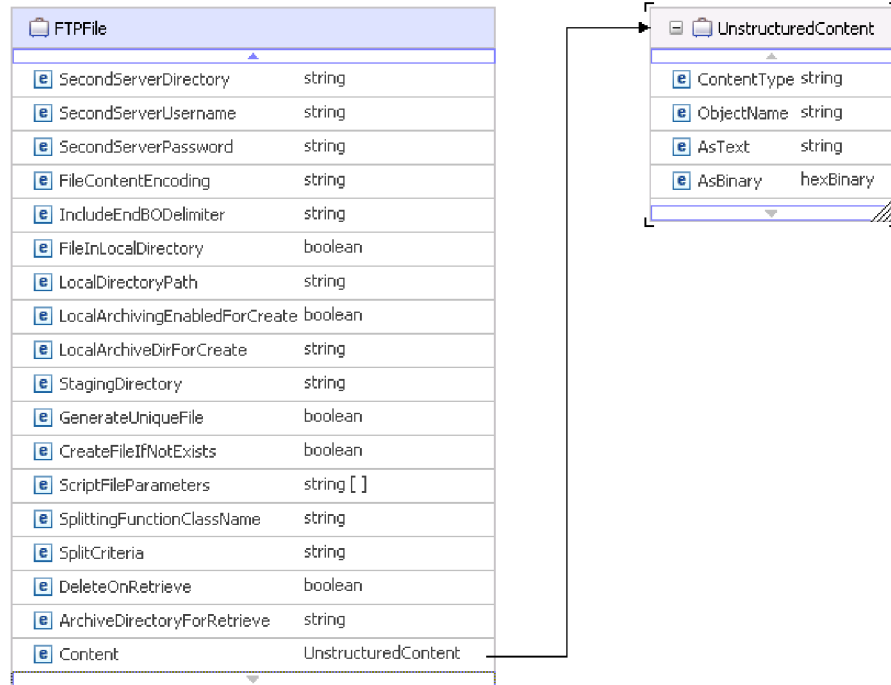 FTPFile
SecondServerDirectory string
SecondServerUsername string
SecondServerPassword string
FileContentEncoding string
IncludeEndBODelimiter string
FileInLocalDirectory boolean
LocalDirectoryPath string
LocalArchivingEnabledForCreate boolean
LocalArchiveDirForCreate string
StagingDirectory string
GenerateUniqueFile boolean
CreateFileIfNotExists boolean
ScriptFileParameters string [ ]
SplittingFunctionClassName string
SplitCriteria string
DeleteOnRetrieve boolean
ArchiveDirectoryForRetrieve string
Content UnstructuredContent
UnstructuredContent
ContentType string
ObjectName string
AsText string
AsBinary hexBinary